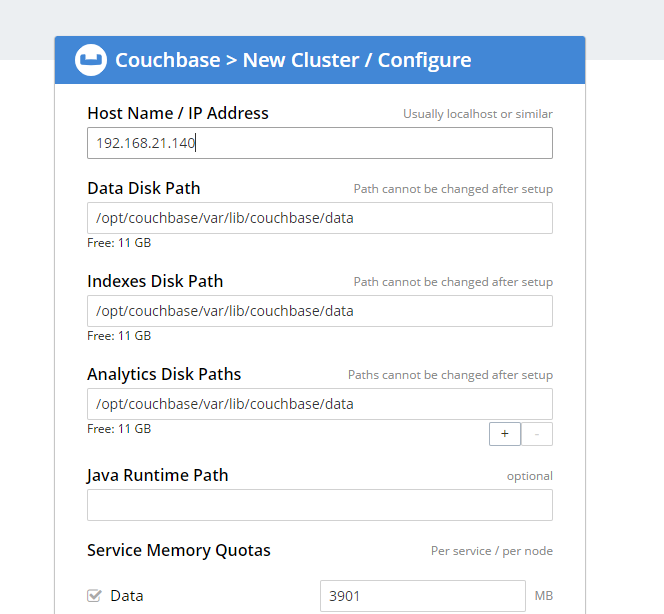 Couchbase > New Cluster / Configure
Host Name / IP Address Usually localhost or similar
192.168.21.140
Data Disk Path Path cannot be changed after setup
/opt/couchbase/var/lib/couchbase/data
Free: 11 GB
Indexes Disk Path Path cannot be changed after setup
/opt/couchbase/var/lib/couchbase/data
Free: 11 GB
Analytics Disk Paths Paths cannot be changed after setup
/opt/couchbase/var/lib/couchbase/data
Free: 11 GB + -
Java Runtime Path optional
Service Memory Quotas Per service / per node
Data 3901 MB